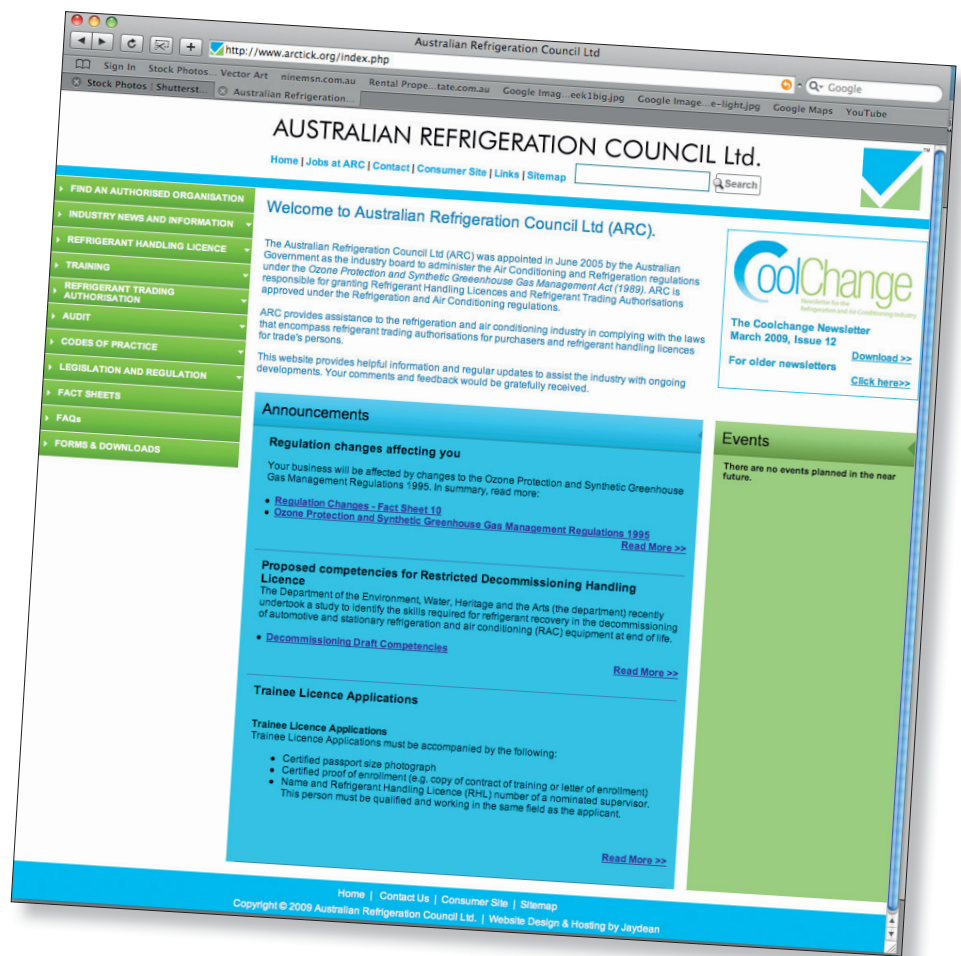 Australian Refrigeration Council Ltd
http://www.arctick.org/index.php
Google
Sign In Stock Photos... Vector Art ninemsn.com.au Rental Prope...tate.com.au Google Imag...eek1big.jpg Google Image...e-light.jpg Google Maps YouTube
Stock Photos | Shutterst... Australian Refrigeration...
AUSTRALIAN REFRIGERATION COUNCIL Ltd.
TM
Home | Jobs at ARC | Contact | Consumer Site | Links | Sitemap
Search
FIND AN AUTHORISED ORGANISATION
INDUSTRY NEWS AND INFORMATION
REFRIGERANT HANDLING LICENCE
TRAINING
REFRIGERANT TRADING
AUTHORISATION
AUDIT
CODES OF PRACTICE
LEGISLATION AND REGULATION
FACT SHEETS
FAQs
FORMS & DOWNLOADS
Welcome to Australian Refrigeration Council Ltd (ARC).
The Australian Refrigeration Council Ltd (ARC) was appointed in June 2005 by the Australian
Government as the industry board to administer the Air Conditioning and Refrigeration regulations
under the Ozone Protection and Synthetic Greeenhouse Gas Management Act (1989). ARC is
responsible for granting Refrigerant Handling Licences and Refrigerant Trading Authorisations
approved under the Refrigeration and Air Conditioning regulations.
ARC provides assistance to the refrigeration and air conditioning industry in complying with the laws
that encompass refrigerant trading authorisations for purchasers and refrigerant handling licences
for trade's persons.
This website provides helpful information and regular updates to assist the industry with ongoing
developments. Your comments and feedback would be gratefully received.
CoolChange
Newsletter for the
Refrigeration and Air Conditioning Industry
The Coolchange Newsletter
March 2009, Issue 12
Download >>
For older newsletters
Click here>>
Announcements
Regulation changes affecting you
Your business will be affected by changes to the Ozone Protection and Synthetic Greenhouse
Gas Management Regulations 1995. In summary, read more:
• Regulation Changes - Fact Sheet 10
• Ozone Protection and Synthetic Greenhouse Gas Management Regulations 1995
Read More >>
Proposed competencies for Restricted Decommissioning Handling
Licence
The Department of the Environment, Water, Heritage and the Arts (the department) recently
undertook a study to identify the skills required for refrigerant recovery in the decommissioning
of automotive and stationary refrigeration and air conditioning (RAC) equipment at end of life.
• Decommissioning Draft Competencies
Read More >>
Trainee Licence Applications
Trainee Licence Applications
Trainee Licence Applications must be accompanied by the following:
• Certified passport size photograph
• Certified proof of enrollment (e.g. copy of contract of training or letter of enrollment)
• Name and Refrigerant Handling Licence (RHL) number of a nominated supervisor.
This person must be qualified and working in the same field as the applicant.
Read More >>
Events
There are no events planned in the near
future.
Home | Contact Us | Consumer Site | Sitemap
Copyright © 2009 Australian Refrigeration Council Ltd. | Website Design & Hosting by Jaydean